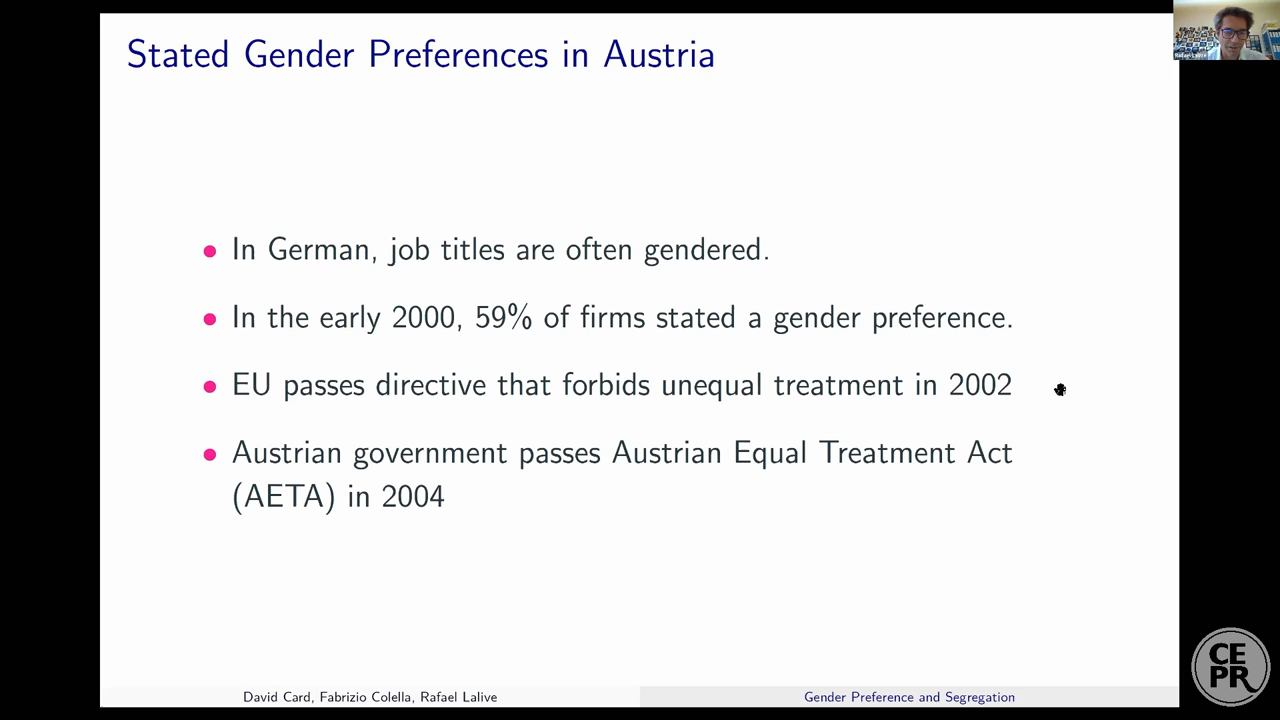 Stated Gender Preferences in Austria
Rafael Lalive
• In German, job titles are often gendered.
• In the early 2000, 59% of firms stated a gender preference.
• EU passes directive that forbids unequal treatment in 2002
• Austrian government passes Austrian Equal Treatment Act
(AETA) in 2004
David Card, Fabrizio Colella, Rafael Lalive
Gender Preference and Segregation
CE
PR